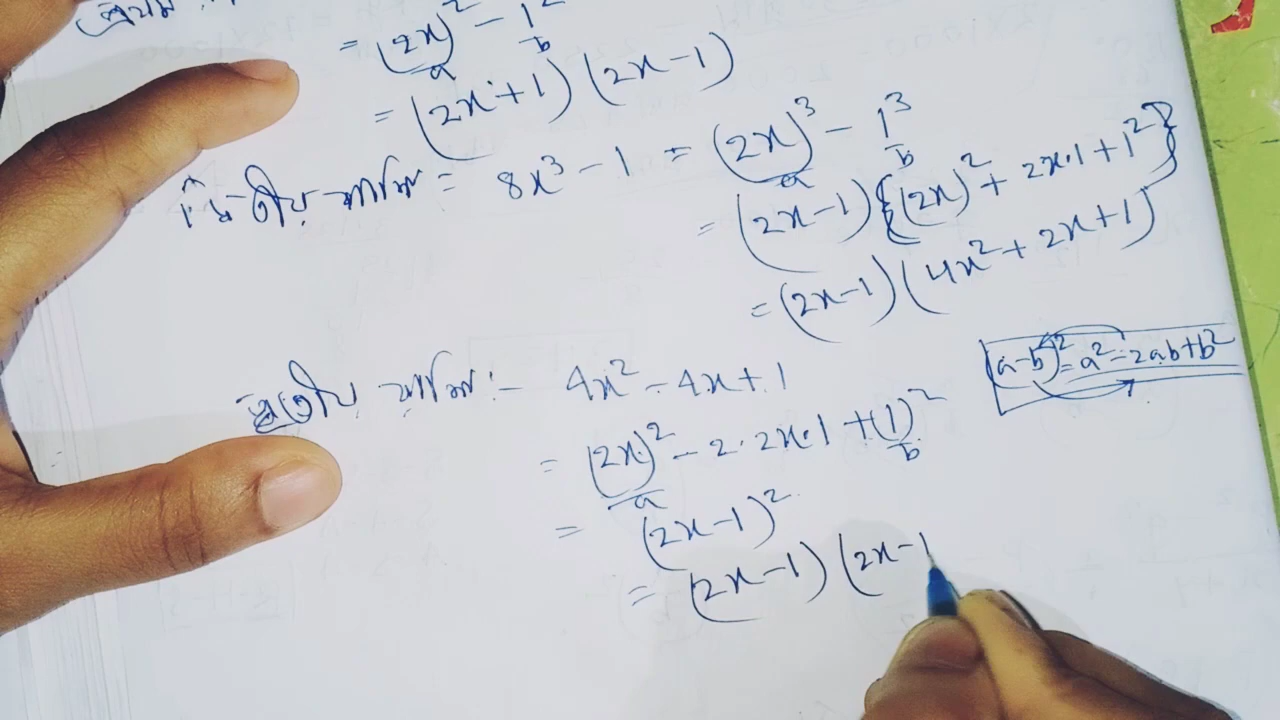 প্রথম
= (2x)² - 1²
a b
= (2x+1) (2x-1)
দ্বিতীয় রাশি = 8x³ - 1 = (2x)³ - 1³
a b
= (2x-1) {(2x)² + 2x·1 + 1²}
= (2x-1) (4x² + 2x + 1)
(a-b)² = a² - 2ab + b²
তৃতীয় রাশি :- 4x² - 4x + 1
= (2x)² - 2·2x·1 + (1)²
a b
= (2x-1)²
= (2x-1) (2x-1